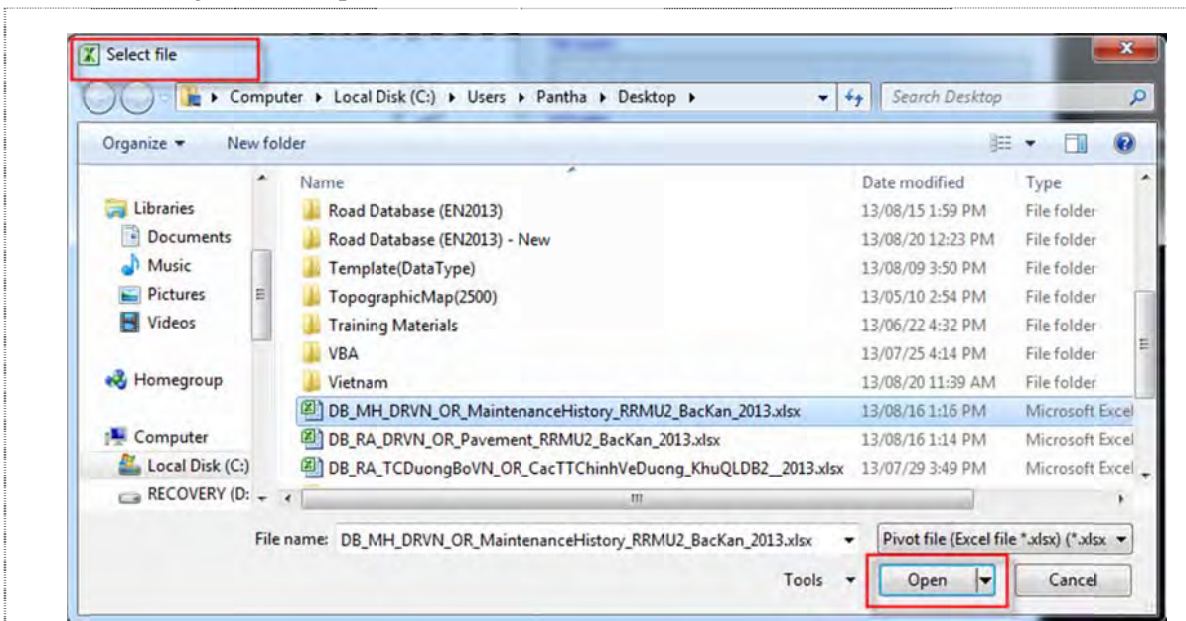 Select file
Computer Local Disk (C:) Users Pantha Desktop Search Desktop
Organize New folder
Name Date modified Type
Libraries Road Database (EN2013) 13/08/15 1:59 PM File folder
Documents Road Database (EN2013) - New 13/08/20 12:23 PM File folder
Music Template(DataType) 13/08/09 3:50 PM File folder
Pictures TopographicMap(2500) 13/05/10 2:54 PM File folder
Videos Training Materials 13/06/22 4:32 PM File folder
VBA 13/07/25 4:14 PM File folder
Homegroup Vietnam 13/08/20 11:39 AM File folder
DB_MH_DRVN_OR_MaintenanceHistory_RRMU2_BacKan_2013.xlsx 13/08/16 1:16 PM Microsoft Excel
Computer DB_RA_DRVN_OR_Pavement_RRMU2_BacKan_2013.xlsx 13/08/16 1:14 PM Microsoft Excel
Local Disk (C:) DB_RA_TCDuongBoVN_OR_CacTTChinhVeDuong_KhuQLDB2__2013.xlsx 13/07/29 3:49 PM Microsoft Excel
RECOVERY (D:
File name: DB_MH_DRVN_OR_MaintenanceHistory_RRMU2_BacKan_2013.xlsx Pivot file (Excel file *.xlsx) (*.xlsx
Tools Open Cancel